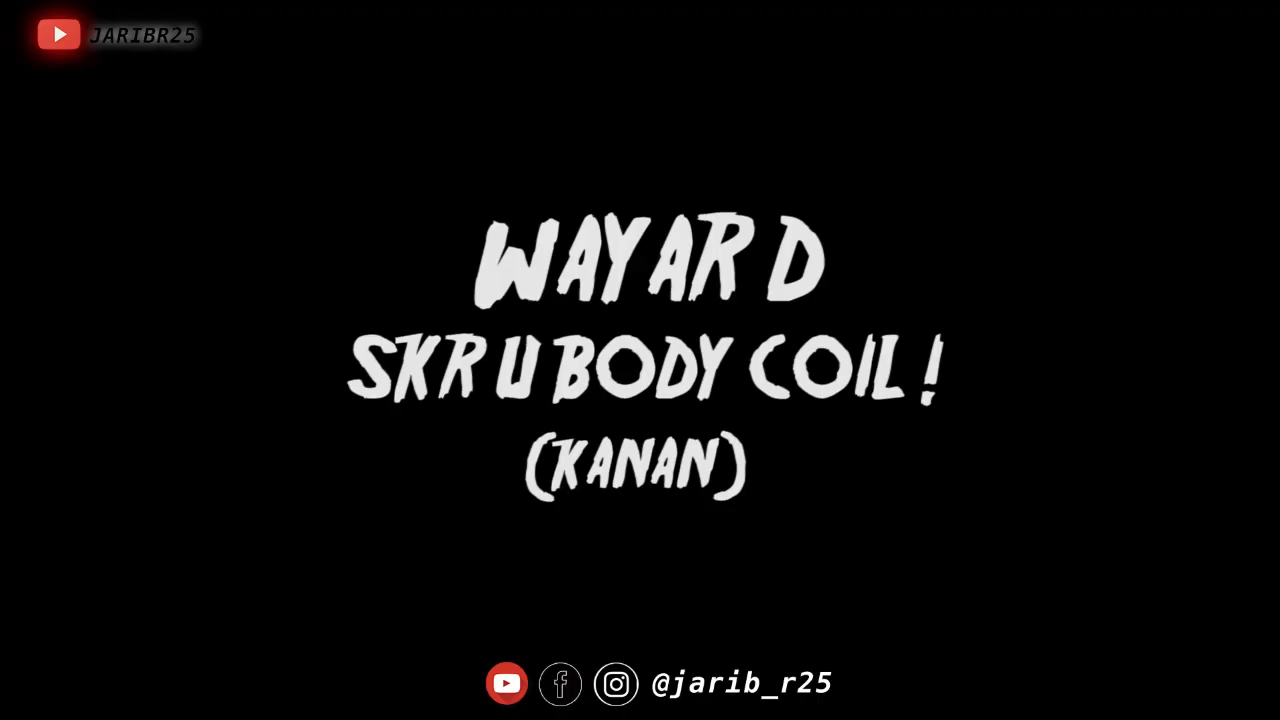 JARIBR25
WAYAR D
SKRU BODY COIL !
(KANAN)
@jarib_r25